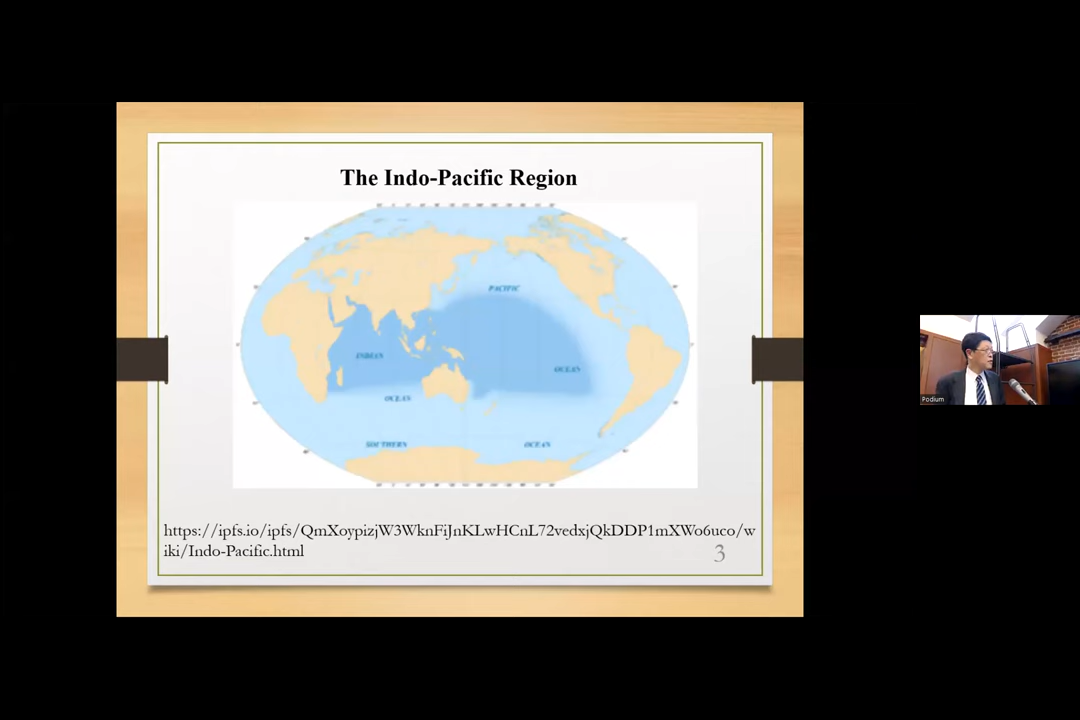 The Indo-Pacific Region
PACIFIC
INDIAN
OCEAN
OCEAN
SOUTHERN
OCEAN
https://ipfs.io/ipfs/QmXoypizjW3WknFiJnKLwHCnL72vedxjQkDDP1mXWo6uco/w
iki/Indo-Pacific.html
3
Podium